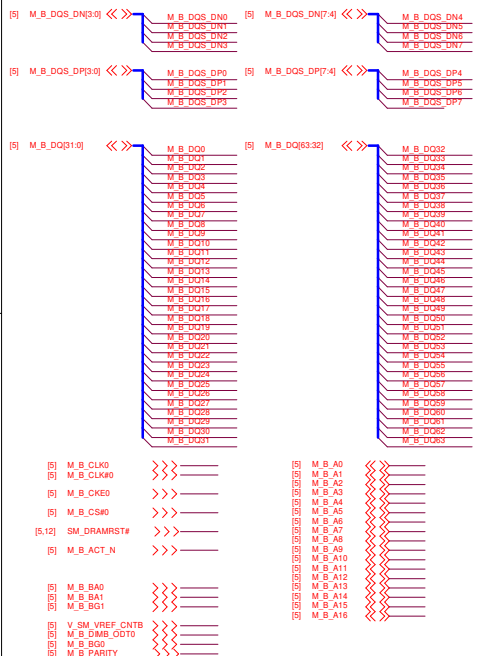 [5] M_B_DQS_DN[3:0]
M_B_DQS_DN0
M_B_DQS_DN1
M_B_DQS_DN2
M_B_DQS_DN3
[5] M_B_DQS_DN[7:4]
M_B_DQS_DN4
M_B_DQS_DN5
M_B_DQS_DN6
M_B_DQS_DN7
[5] M_B_DQS_DP[3:0]
M_B_DQS_DP0
M_B_DQS_DP1
M_B_DQS_DP2
M_B_DQS_DP3
[5] M_B_DQS_DP[7:4]
M_B_DQS_DP4
M_B_DQS_DP5
M_B_DQS_DP6
M_B_DQS_DP7
[5] M_B_DQ[31:0]
M_B_DQ0
M_B_DQ1
M_B_DQ2
M_B_DQ3
M_B_DQ4
M_B_DQ5
M_B_DQ6
M_B_DQ7
M_B_DQ8
M_B_DQ9
M_B_DQ10
M_B_DQ11
M_B_DQ12
M_B_DQ13
M_B_DQ14
M_B_DQ15
M_B_DQ16
M_B_DQ17
M_B_DQ18
M_B_DQ19
M_B_DQ20
M_B_DQ21
M_B_DQ22
M_B_DQ23
M_B_DQ24
M_B_DQ25
M_B_DQ26
M_B_DQ27
M_B_DQ28
M_B_DQ29
M_B_DQ30
M_B_DQ31
[5] M_B_DQ[63:32]
M_B_DQ32
M_B_DQ33
M_B_DQ34
M_B_DQ35
M_B_DQ36
M_B_DQ37
M_B_DQ38
M_B_DQ39
M_B_DQ40
M_B_DQ41
M_B_DQ42
M_B_DQ43
M_B_DQ44
M_B_DQ45
M_B_DQ46
M_B_DQ47
M_B_DQ48
M_B_DQ49
M_B_DQ50
M_B_DQ51
M_B_DQ52
M_B_DQ53
M_B_DQ54
M_B_DQ55
M_B_DQ56
M_B_DQ57
M_B_DQ58
M_B_DQ59
M_B_DQ60
M_B_DQ61
M_B_DQ62
M_B_DQ63
[5] M_B_CLK0
[5] M_B_CLK#0
[5] M_B_CKE0
[5] M_B_CS#0
[5,12] SM_DRAMRST#
[5] M_B_ACT_N
[5] M_B_BA0
[5] M_B_BA1
[5] M_B_BG1
[5] V_SM_VREF_CNTB
[5] M_B_DIMB_ODT0
[5] M_B_BG0
[5] M_B_PARITY
[5] M_B_A0
[5] M_B_A1
[5] M_B_A2
[5] M_B_A3
[5] M_B_A4
[5] M_B_A5
[5] M_B_A6
[5] M_B_A7
[5] M_B_A8
[5] M_B_A9
[5] M_B_A10
[5] M_B_A11
[5] M_B_A12
[5] M_B_A13
[5] M_B_A14
[5] M_B_A15
[5] M_B_A16